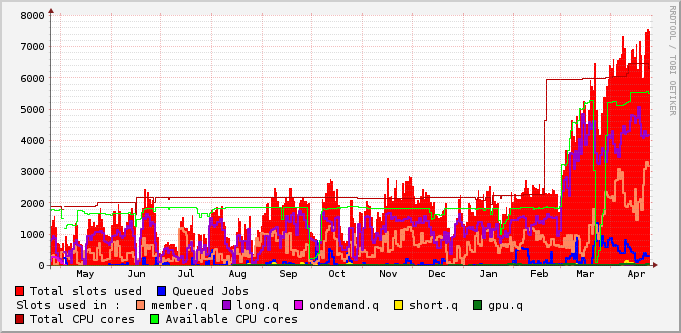 8000
7000
6000
5000
4000
3000
2000
1000
0
May Jun Jul Aug Sep Oct Nov Dec Jan Feb Mar Apr
RRDTOOL / TOBI OETIKER
Total slots used Queued Jobs
Slots used in : member.q long.q ondemand.q short.q gpu.q
Total CPU cores Available CPU cores